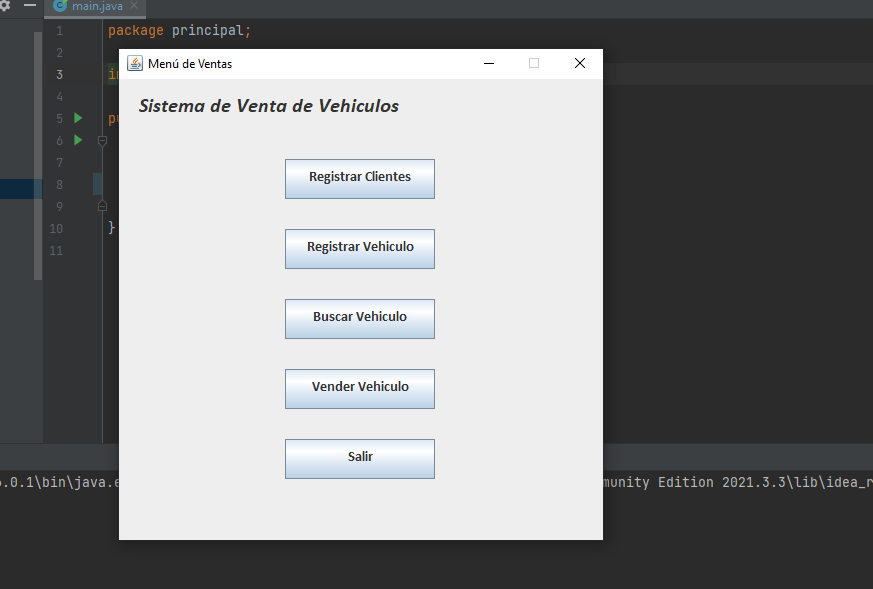 main.java
1
package principal;
Menú de Ventas
2
3
4
Sistema de Venta de Vehiculos
5
6
7
Registrar Clientes
8
9
10
}
11
Registrar Vehiculo
Buscar Vehiculo
Vender Vehiculo
Salir
.0.1\bin\java.e
munity Edition 2021.3.3\lib\idea_r